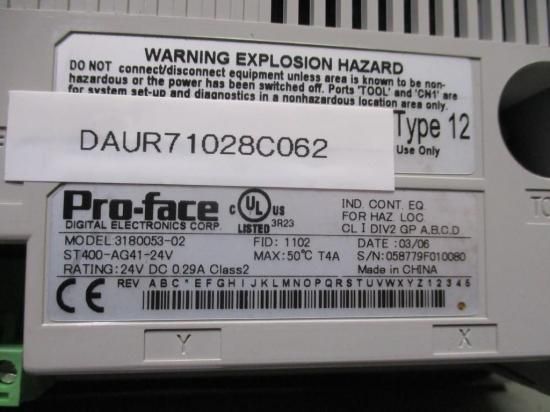 WARNING EXPLOSION HAZARD
DO NOT connect/disconnect equipment unless area is known to be non-
hazardous or the power has been switched off. Ports 'TOOL' and 'CN1' are
for system set-up and diagnostics in a nonhazardous location area only.
Type 12
Use Only
DAUR71028C062
Pro-face
DIGITAL ELECTRONICS CORP.
C UL US
LISTED 3R23
IND. CONT. EQ.
FOR HAZ. LOC.
CL I DIV2 GP A,B,C,D
MODEL 3180053-02 FID: 1102 DATE: 03/06
ST400-AG41-24V MAX: 50°C T4A S/N: 058779F010080
RATING: 24V DC 0.29A Class2 Made in CHINA
CE
REV A B C * E F G H I J K L M N O P Q R S T U V W X Y Z 1 2 3 4 5
Y X